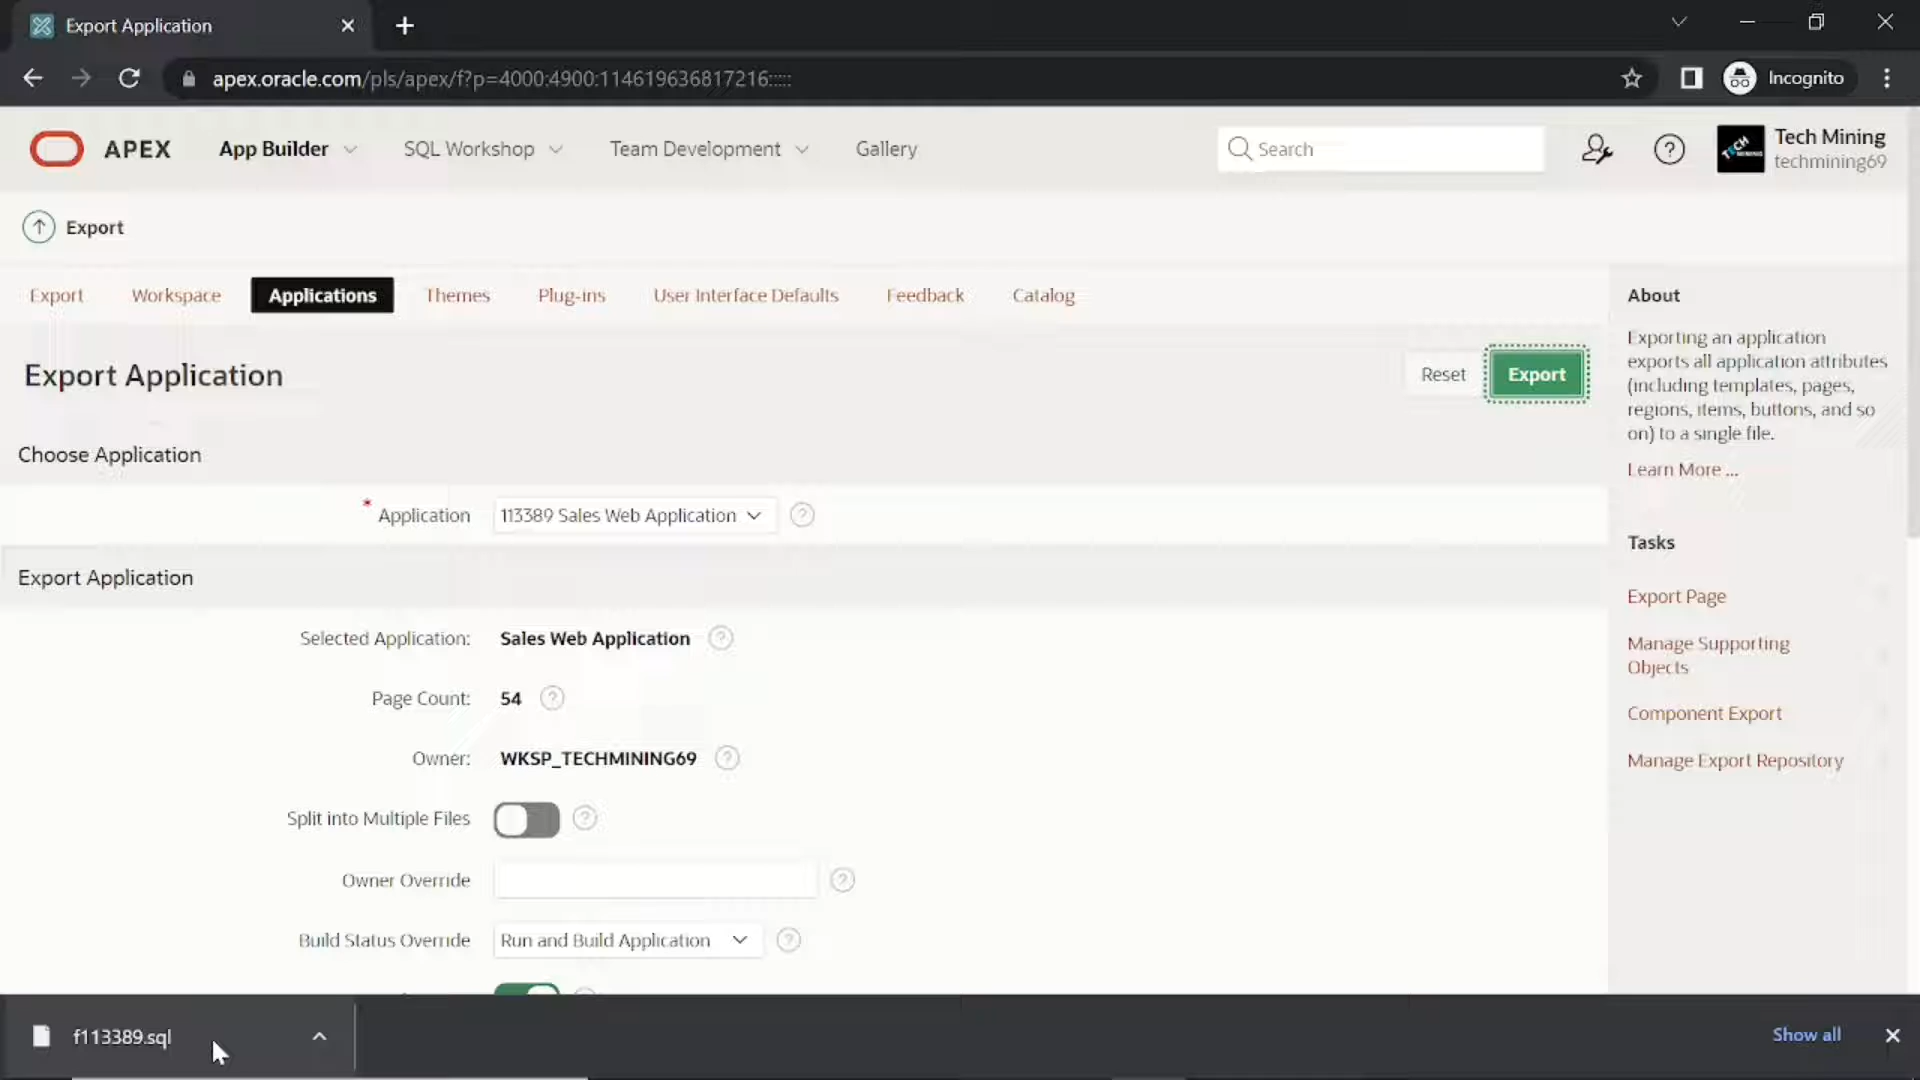 Export Application
apex.oracle.com/pls/apex/f?p=4000:4900:114619636817216:::::
Incognito
APEX
App Builder
SQL Workshop
Team Development
Gallery
Search
Tech Mining
techmining69
Export
Export
Workspace
Applications
Themes
Plug-ins
User Interface Defaults
Feedback
Catalog
Export Application
Reset
Export
Choose Application
* Application
113389 Sales Web Application
Export Application
Selected Application:
Sales Web Application
Page Count:
54
Owner:
WKSP_TECHMINING69
Split into Multiple Files
Owner Override
Build Status Override
Run and Build Application
About
Exporting an application
exports all application attributes
(including templates, pages,
regions, items, buttons, and so
on) to a single file.
Learn More ...
Tasks
Export Page
Manage Supporting
Objects
Component Export
Manage Export Repository
f113389.sql
Show all